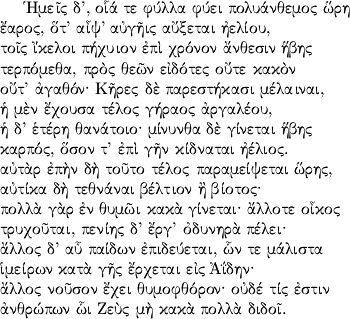 Ἡμεῖς δ', οἷά τε φύλλα φύει πολυάνθεμος ὥρη
ἔαρος, ὅτ' αἶψ' αὐγῆις αὔξεται ἠελίου,
τοῖς ἴκελοι πήχυιον ἐπὶ χρόνον ἄνθεσιν ἥβης
τερπόμεθα, πρὸς θεῶν εἰδότες οὔτε κακὸν
οὔτ' ἀγαθόν· Κῆρες δὲ παρεστήκασι μέλαιναι,
ἡ μὲν ἔχουσα τέλος γήραος ἀργαλέου,
ἡ δ' ἑτέρη θανάτοιο· μίνυνθα δὲ γίνεται ἥβης
καρπός, ὅσον τ' ἐπὶ γῆν κίδναται ἠέλιος.
αὐτὰρ ἐπὴν δὴ τοῦτο τέλος παραμείψεται ὥρης,
αὐτίκα δὴ τεθνάναι βέλτιον ἢ βίοτος·
πολλὰ γὰρ ἐν θυμῶι κακὰ γίνεται· ἄλλοτε οἶκος
τρυχοῦται, πενίης δ' ἔργ' ὀδυνηρὰ πέλει·
ἄλλος δ' αὖ παίδων ἐπιδεύεται, ὧν τε μάλιστα
ἱμείρων κατὰ γῆς ἔρχεται εἰς Ἀΐδην·
ἄλλος νοῦσον ἔχει θυμοφθόρον· οὐδέ τίς ἐστιν
ἀνθρώπων ὧι Ζεὺς μὴ κακὰ πολλὰ διδοῖ.